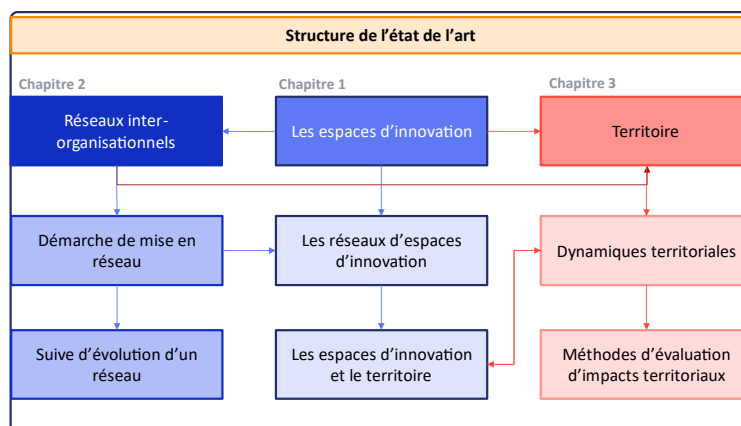 Structure de l'état de l'art
Chapitre 2
Chapitre 1
Chapitre 3
Réseaux inter-
organisationnels
Les espaces d'innovation
Territoire
Démarche de mise en
réseau
Les réseaux d'espaces
d'innovation
Dynamiques territoriales
Suive d'évolution d'un
réseau
Les espaces d'innovation
et le territoire
Méthodes d'évaluation
d'impacts territoriaux